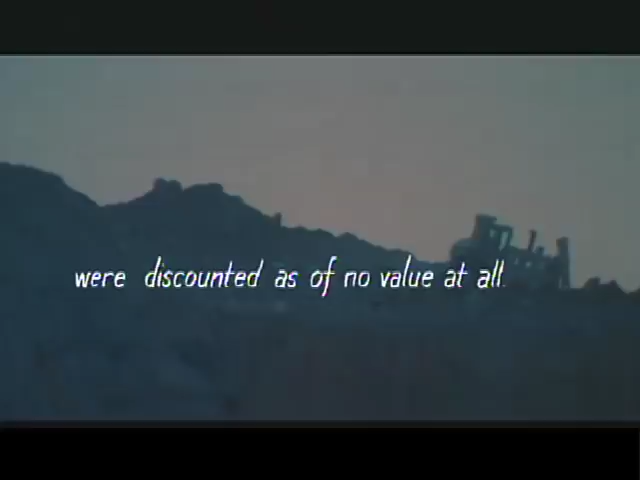 were discounted as of no value at all.